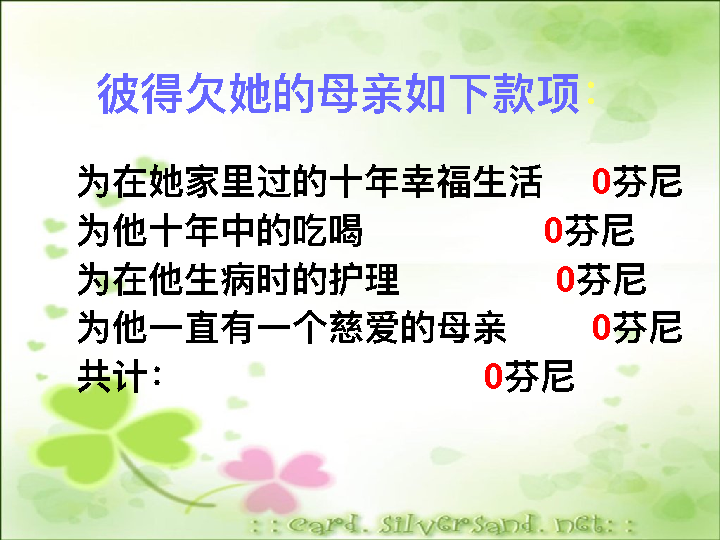 彼得欠她的母亲如下款项：
为在她家里过的十年幸福生活 0芬尼
为他十年中的吃喝 0芬尼
为在他生病时的护理 0芬尼
为他一直有一个慈爱的母亲 0芬尼
共计： 0芬尼
::card.silversand.net::